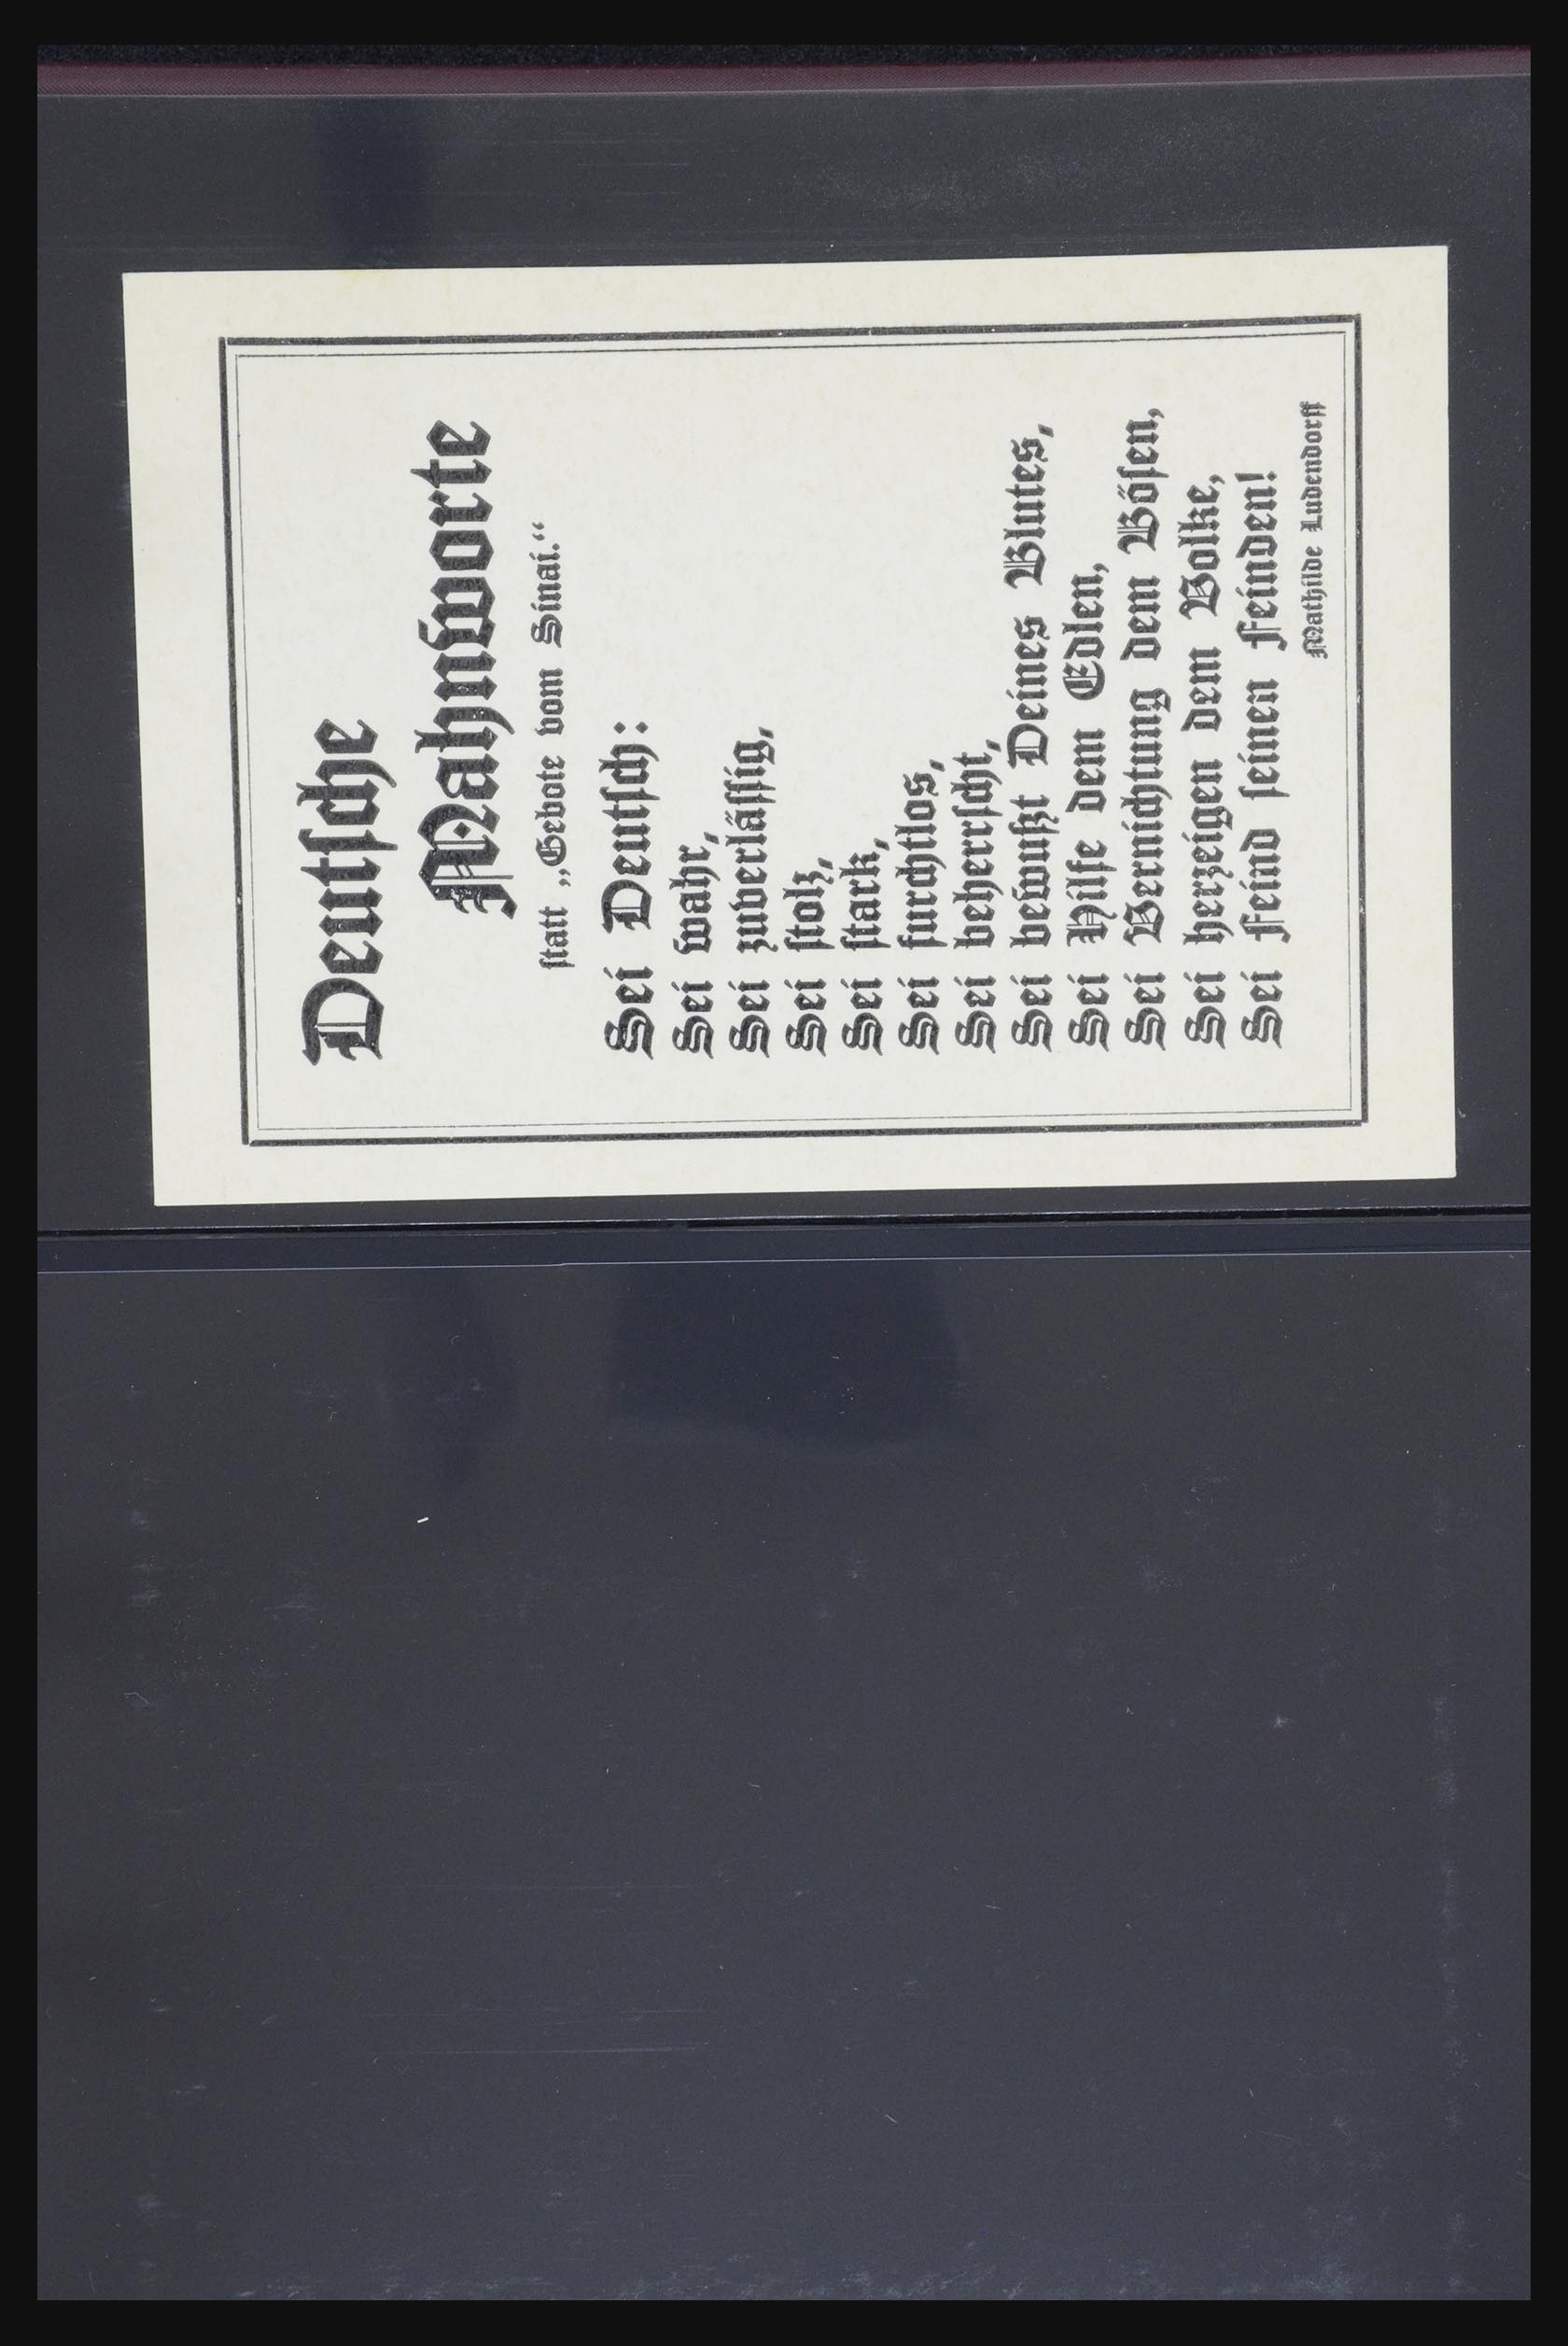 Deutſche
Mahnworte
ſtatt „Gebote vom Sinai.“
Sei Deutſch:
Sei wahr,
Sei zuverläſſig,
Sei ſtolz,
Sei ſtark,
Sei furchtlos,
Sei beherrſcht,
Sei bewußt Deines Blutes,
Sei Hilfe dem Edlen,
Sei Vernichtung dem Böſen,
Sei herzeigen dem Volke,
Sei Feind ſeinen Feinden!
Mathilde Ludendorff